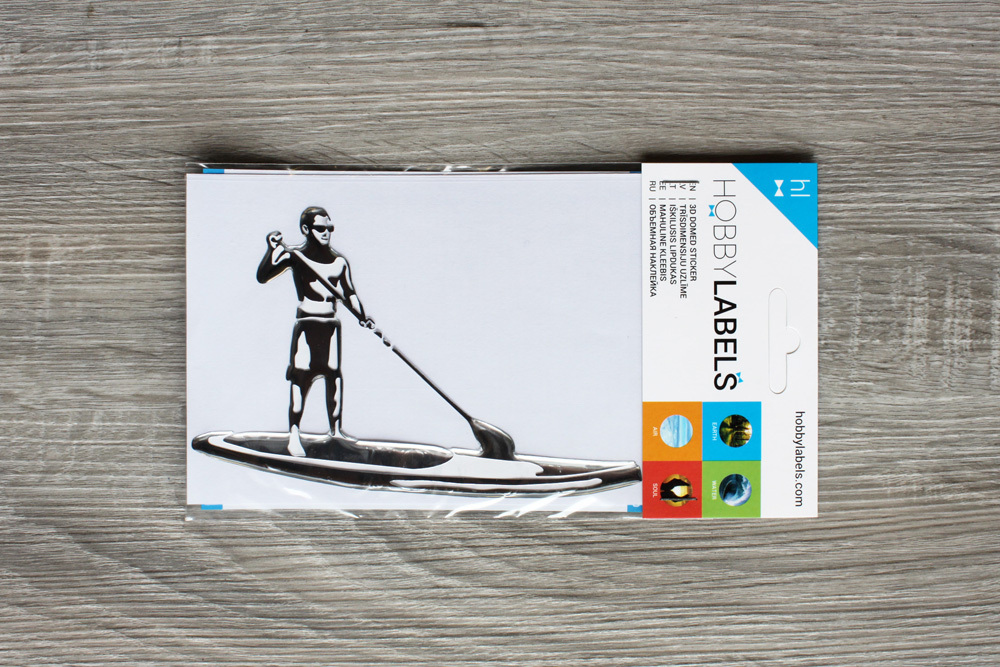 hl
HOBBYLABELS
EN | 3D DOMED STICKER
LV | TRĪSDIMENSIJU UZLĪME
LT | IŠKILUSIS LIPDUKAS
EE | MAHULINE KLEEBIS
RU | ОБЪЕМНАЯ НАКЛЕЙКА
hobbylabels.com
EARTH
WATER
AIR
SOUL